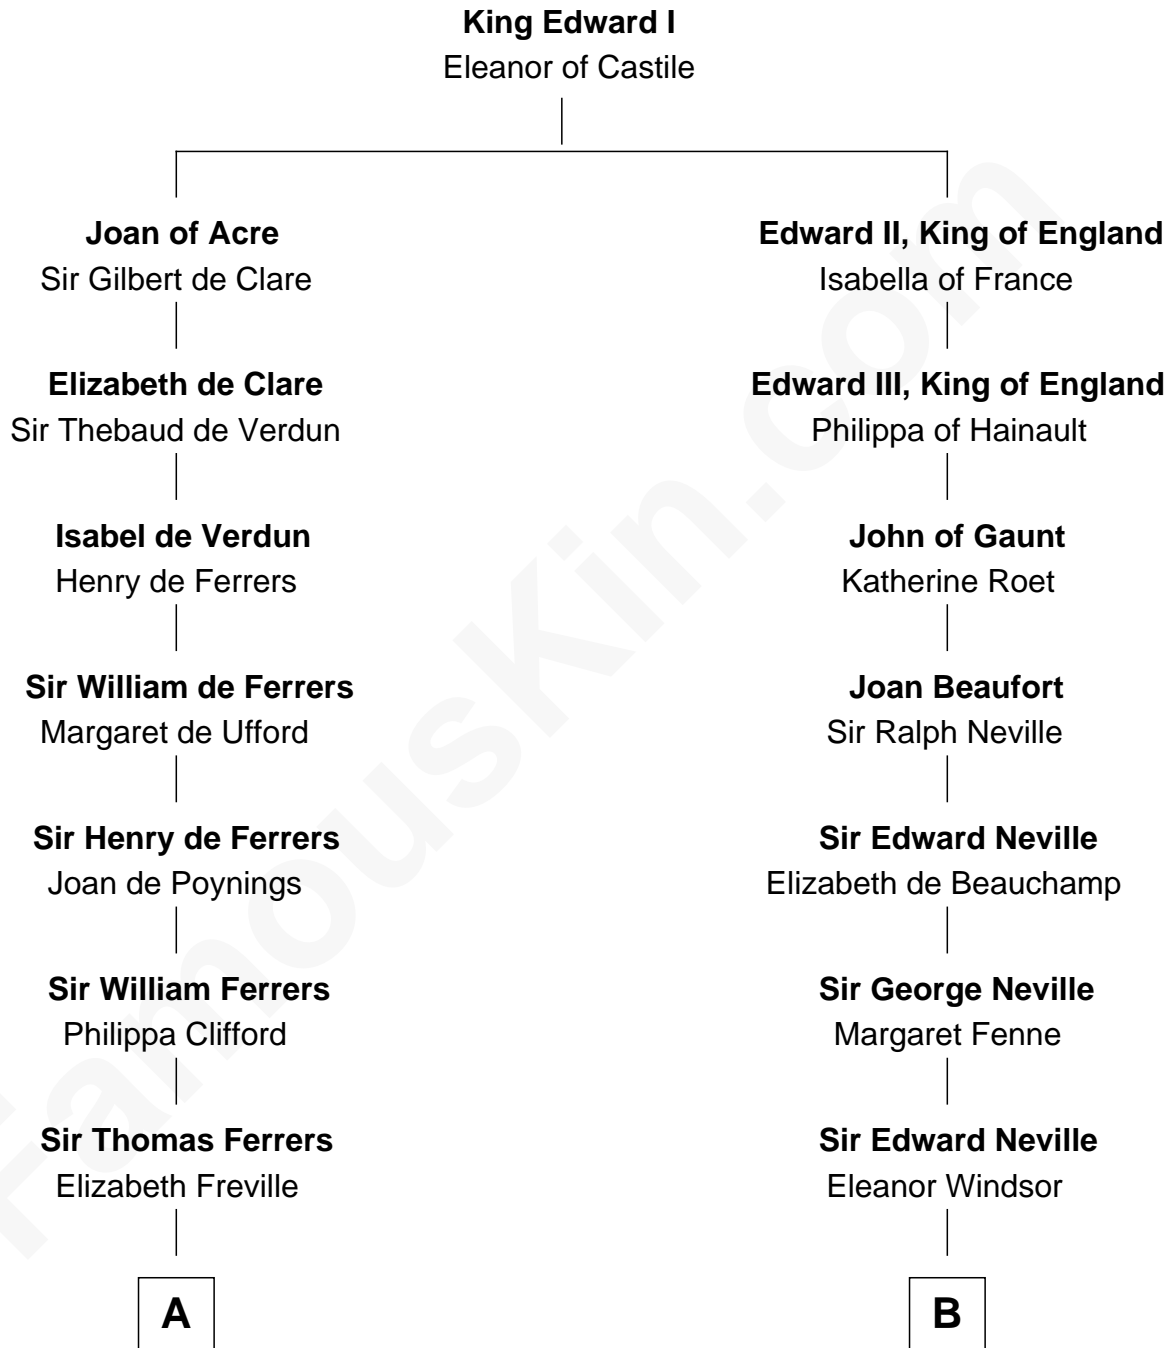 King Edward I
Eleanor of Castile
Joan of Acre
Sir Gilbert de Clare
Edward II, King of England
Isabella of France
Elizabeth de Clare
Sir Thebaud de Verdun
Edward III, King of England
Philippa of Hainault
Isabel de Verdun
Henry de Ferrers
John of Gaunt
Katherine Roet
Sir William de Ferrers
Margaret de Ufford
Joan Beaufort
Sir Ralph Neville
Sir Henry de Ferrers
Joan de Poynings
Sir Edward Neville
Elizabeth de Beauchamp
Sir William Ferrers
Philippa Clifford
Sir George Neville
Margaret Fenne
Sir Thomas Ferrers
Elizabeth Freville
Sir Edward Neville
Eleanor Windsor
A
B
FamousKin.com